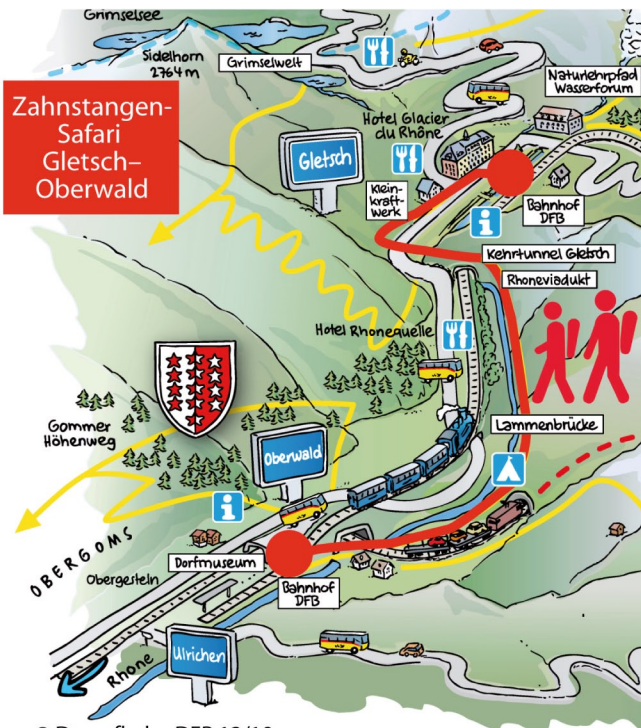 Grimselsee
Sidelhorn
2764 m
Grimselwelt
Naturlehrpfad
Wasserforum
Zahnstangen-
Safari
Gletsch–
Oberwald
Hotel Glacier
du Rhône
Gletsch
Klein-
kraft-
werk
Bahnhof
DFB
Kehrtunnel Gletsch
Rhoneviadukt
Hotel Rhonequelle
Gommer
Höhenweg
Lammenbrücke
Oberwald
OBERGOMS
Dorfmuseum
Obergesteln
Bahnhof
DFB
Ulrichen
Rhone